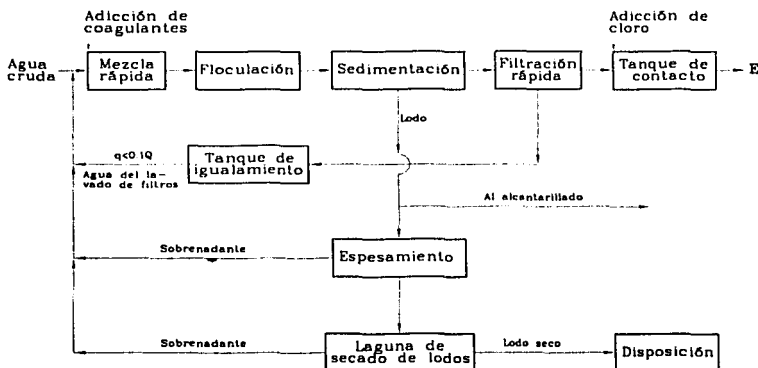 Adicción de
coagulantes
Adicción de
cloro
Agua
cruda
Mezcla
rápida
Floculación
Sedimentación
Filtración
rápida
Tanque de
contacto
E
Lodo
q<0.1Q
Agua del la-
vado de filtros
Tanque de
igualamiento
Al alcantarillado
Sobrenadante
Espesamiento
Sobrenadante
Laguna de
secado de lodos
Lodo seco
Disposición